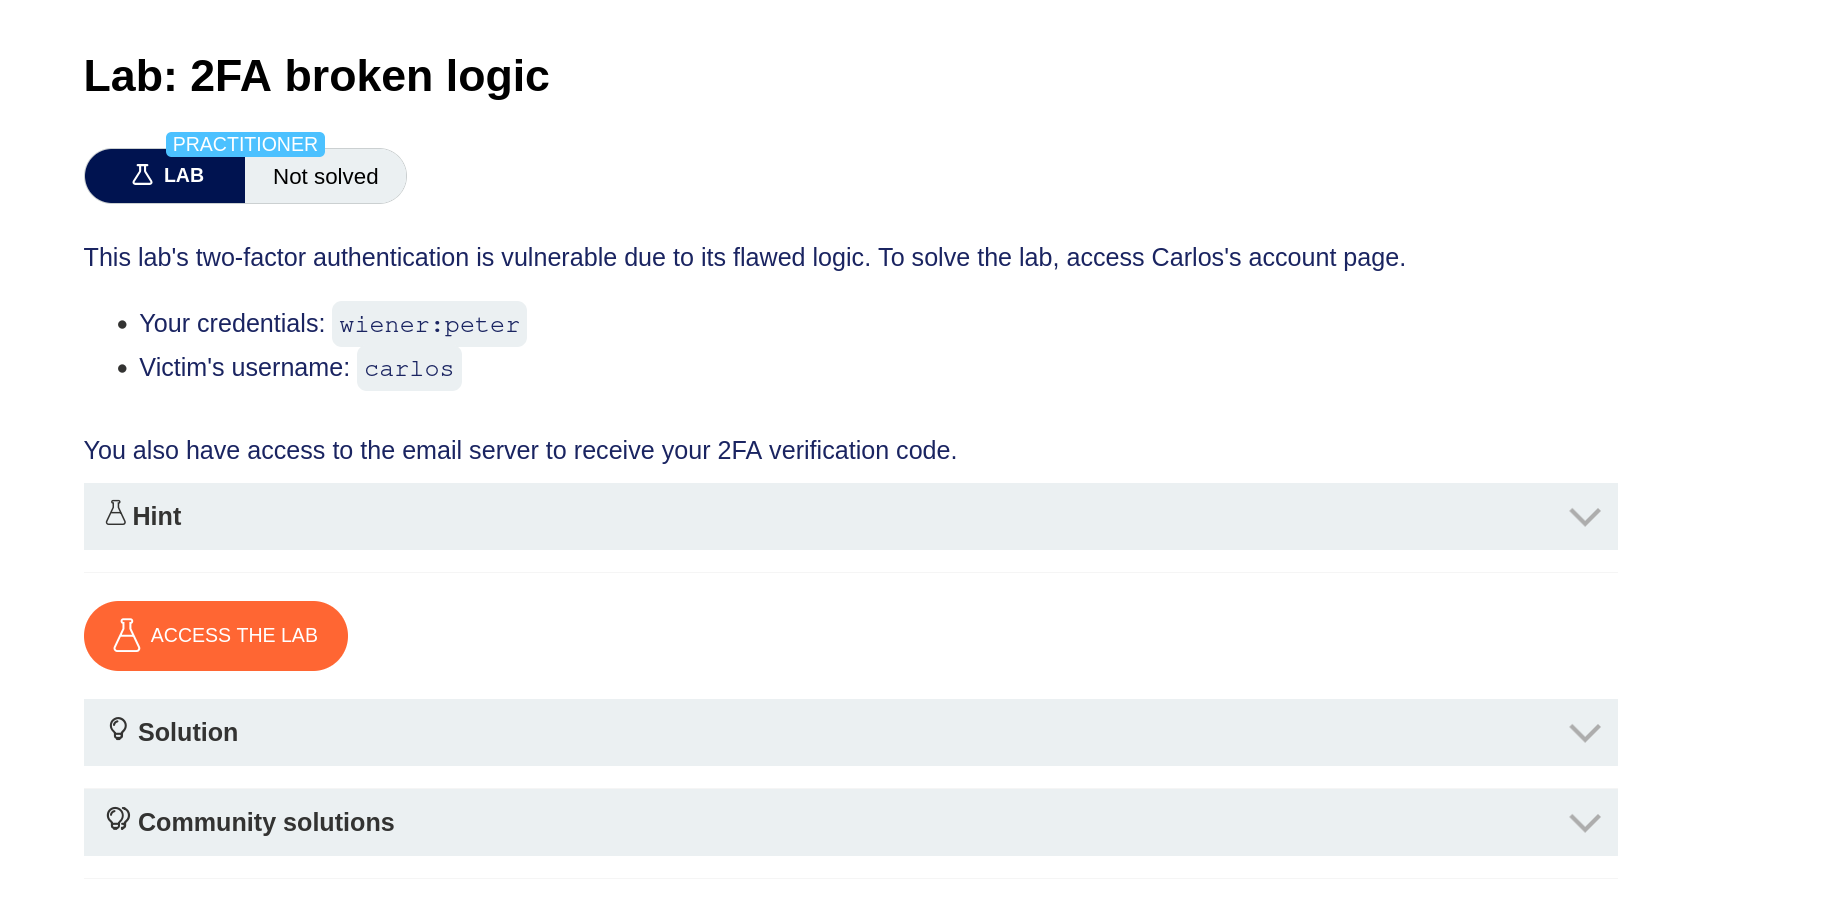 Lab: 2FA broken logic
PRACTITIONER
LAB
Not solved
This lab's two-factor authentication is vulnerable due to its flawed logic. To solve the lab, access Carlos's account page.
Your credentials: wiener:peter
Victim's username: carlos
You also have access to the email server to receive your 2FA verification code.
Hint
ACCESS THE LAB
Solution
Community solutions